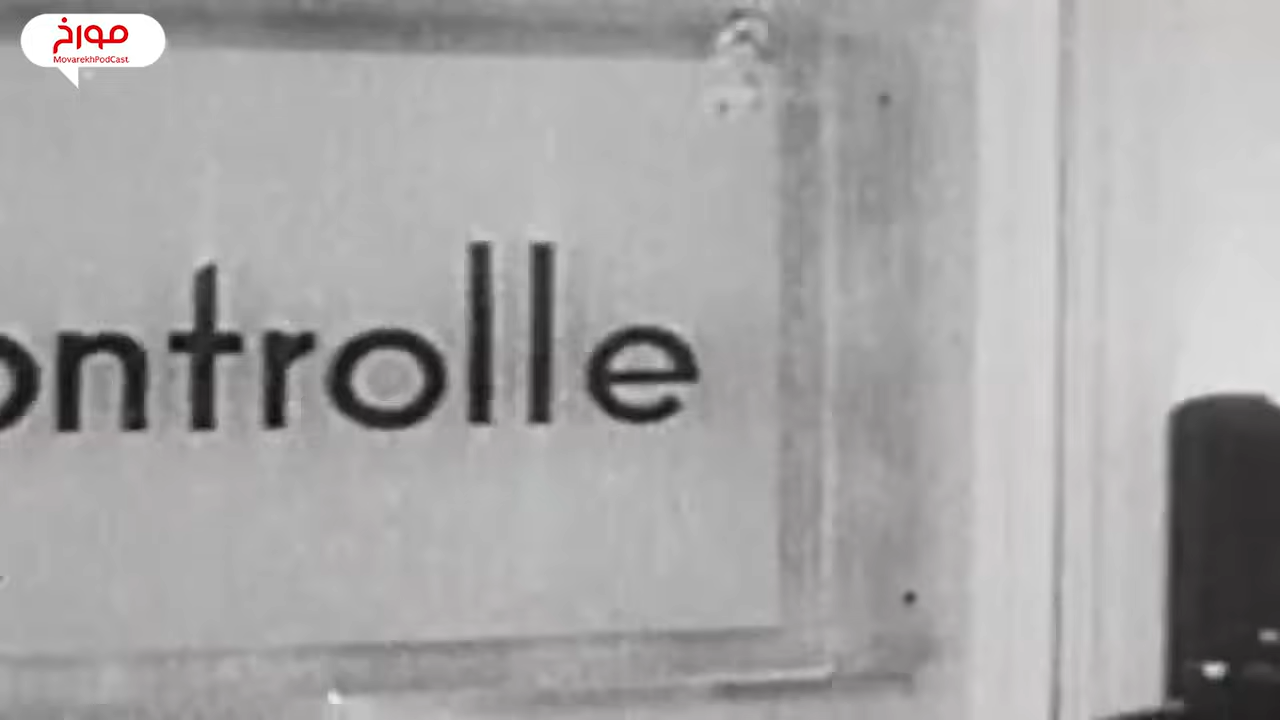 مورخ
MovarekhPodCast
ontrolle